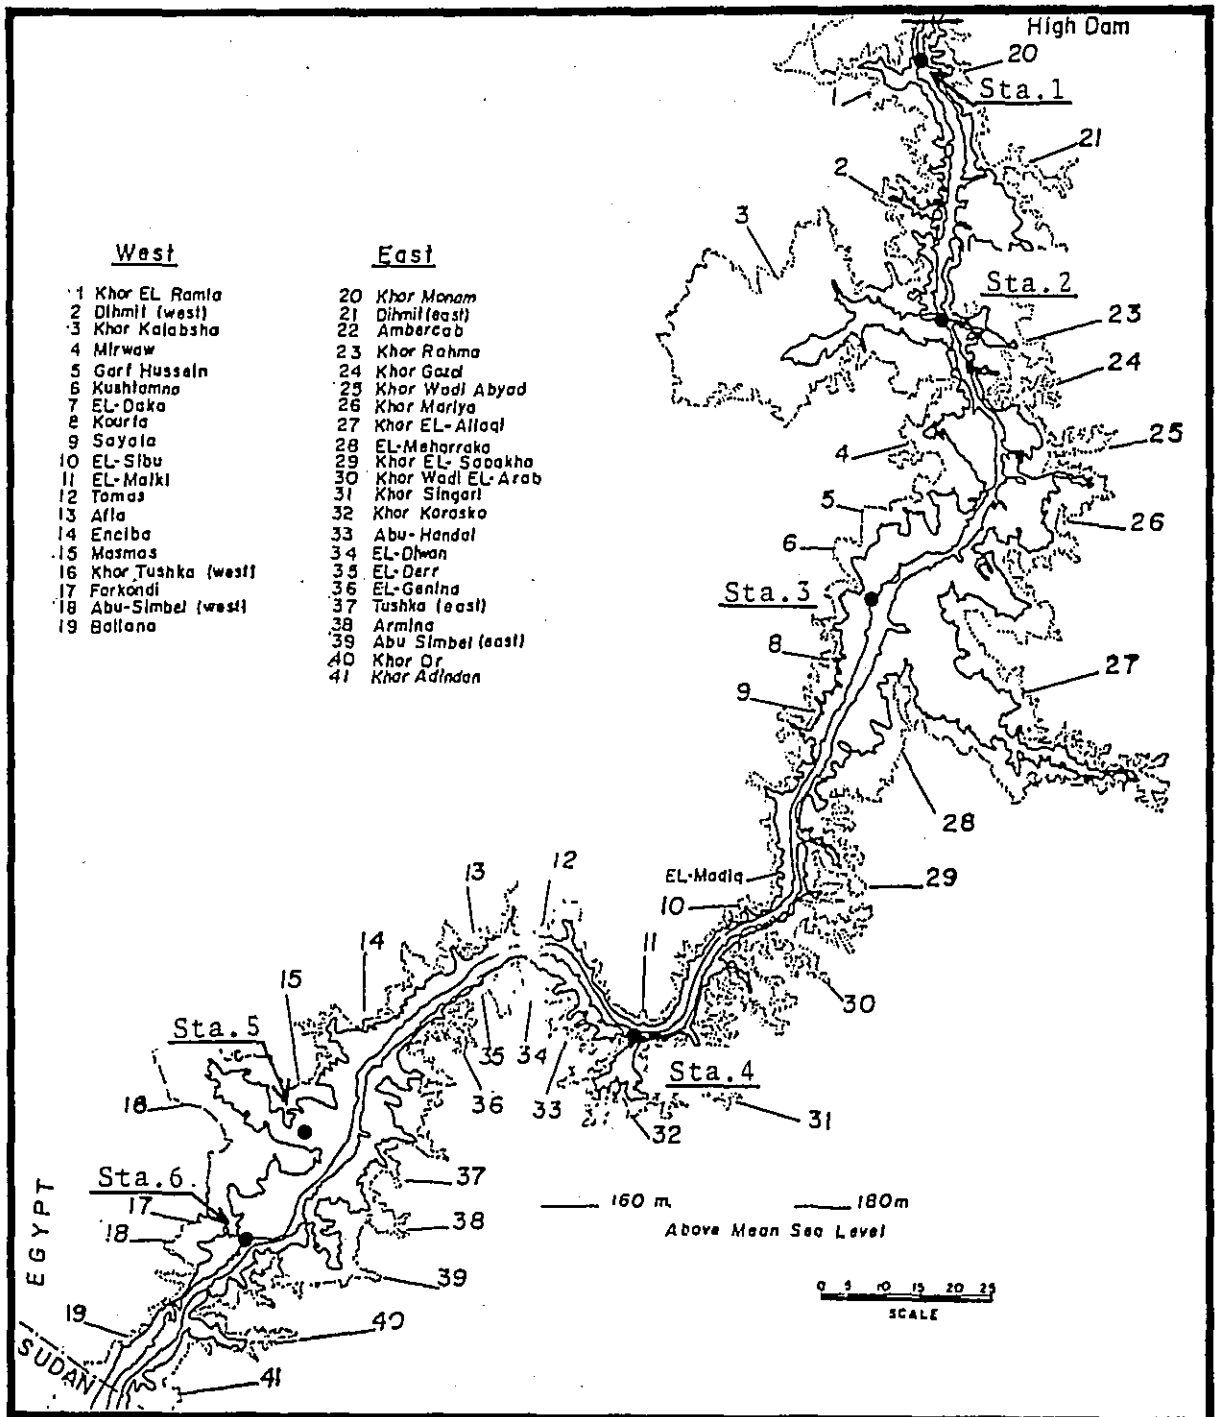 High Dam
20
Sta.1
1
21
2
3
West
East
1 Khor EL Ramla
2 Dihmit (west)
3 Khor Kalabsha
4 Mirwaw
5 Garf Hussein
6 Kushtamna
7 EL-Daka
8 Kourta
9 Sayala
10 EL-Sibu
11 EL-Malki
12 Tomas
13 Afia
14 Eneiba
15 Masmas
16 Khor Tushka (west)
17 Forkondi
18 Abu-Simbel (west)
19 Ballana
20 Khor Manam
21 Dihmit (east)
22 Ambercab
23 Khor Rahma
24 Khor Gazal
25 Khor Wadi Abyad
26 Khor Mariya
27 Khor EL-Allaqi
28 EL-Maharraka
29 Khor EL-Sabakha
30 Khor Wadi EL-Arab
31 Khor Singari
32 Khor Korosko
33 Abu-Handal
34 EL-Diwan
35 EL-Derr
36 EL-Genina
37 Tushka (east)
38 Armina
39 Abu Simbel (east)
40 Khor Or
41 Khor Adindan
Sta.2
23
24
4
25
5
26
6
Sta.3
8
27
9
28
EL-Madiq
29
10
12
13
11
14
30
15
Sta.5
35
34
33
Sta.4
36
31
32
16
37
Sta.6
160 m.
180m
Above Mean Sea Level
17
38
18
39
EGYPT
0 5 10 15 20 25
SCALE
19
40
SUDAN
41